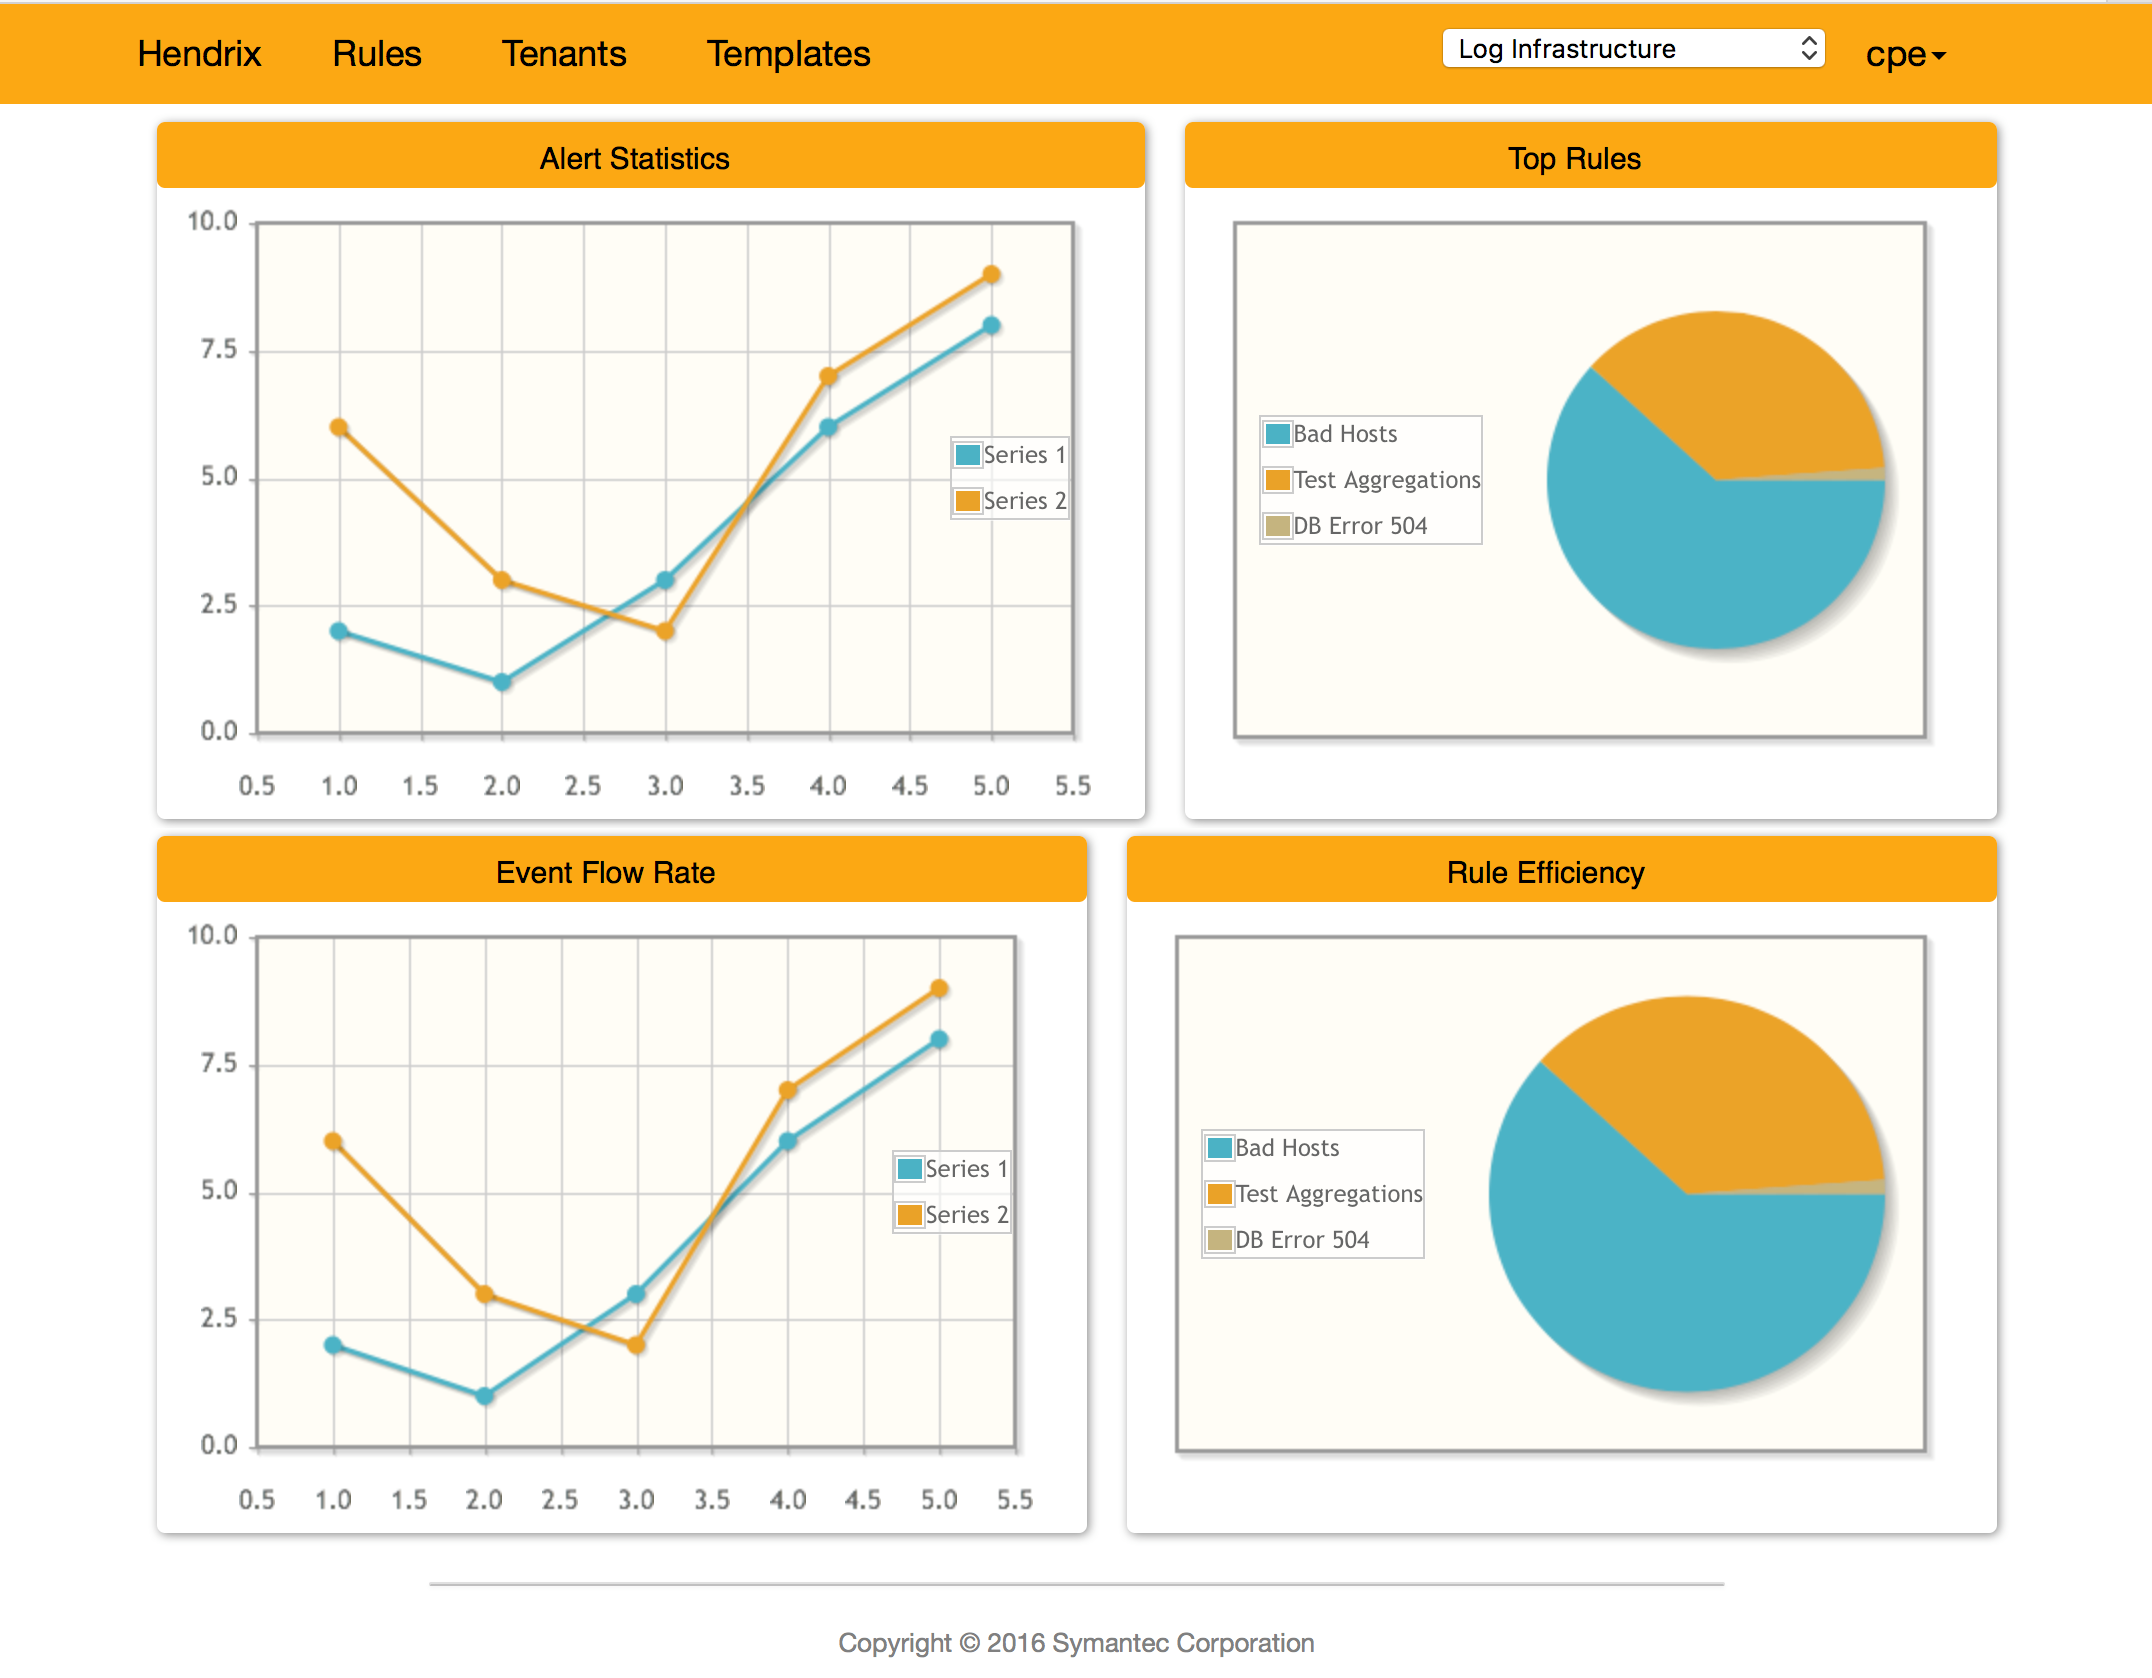 Hendrix Rules Tenants Templates Log Infrastructure cpe
Alert Statistics
10.0
7.5
5.0
2.5
0.0
0.5 1.0 1.5 2.0 2.5 3.0 3.5 4.0 4.5 5.0 5.5
Series 1
Series 2
Top Rules
Bad Hosts
Test Aggregations
DB Error 504
Event Flow Rate
10.0
7.5
5.0
2.5
0.0
0.5 1.0 1.5 2.0 2.5 3.0 3.5 4.0 4.5 5.0 5.5
Series 1
Series 2
Rule Efficiency
Bad Hosts
Test Aggregations
DB Error 504
Copyright © 2016 Symantec Corporation